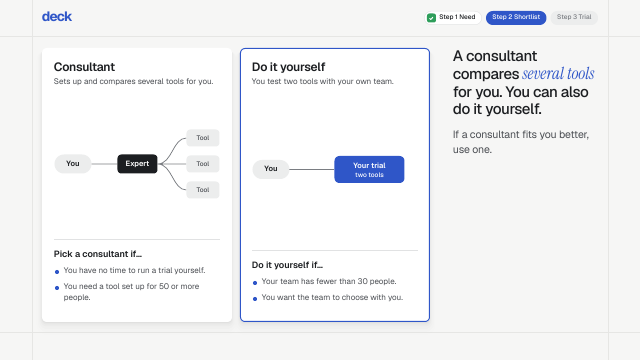 deck
Step 1 Need
Step 2 Shortlist
Step 3 Trial
Consultant
Sets up and compares several tools for you.
You
Expert
Tool
Tool
Tool
Pick a consultant if…
You have no time to run a trial yourself.
You need a tool set up for 50 or more
people.
Do it yourself
You test two tools with your own team.
You
Your trial
two tools
Do it yourself if…
Your team has fewer than 30 people.
You want the team to choose with you.
A consultant
compares several tools
for you. You can also
do it yourself.
If a consultant fits you better,
use one.